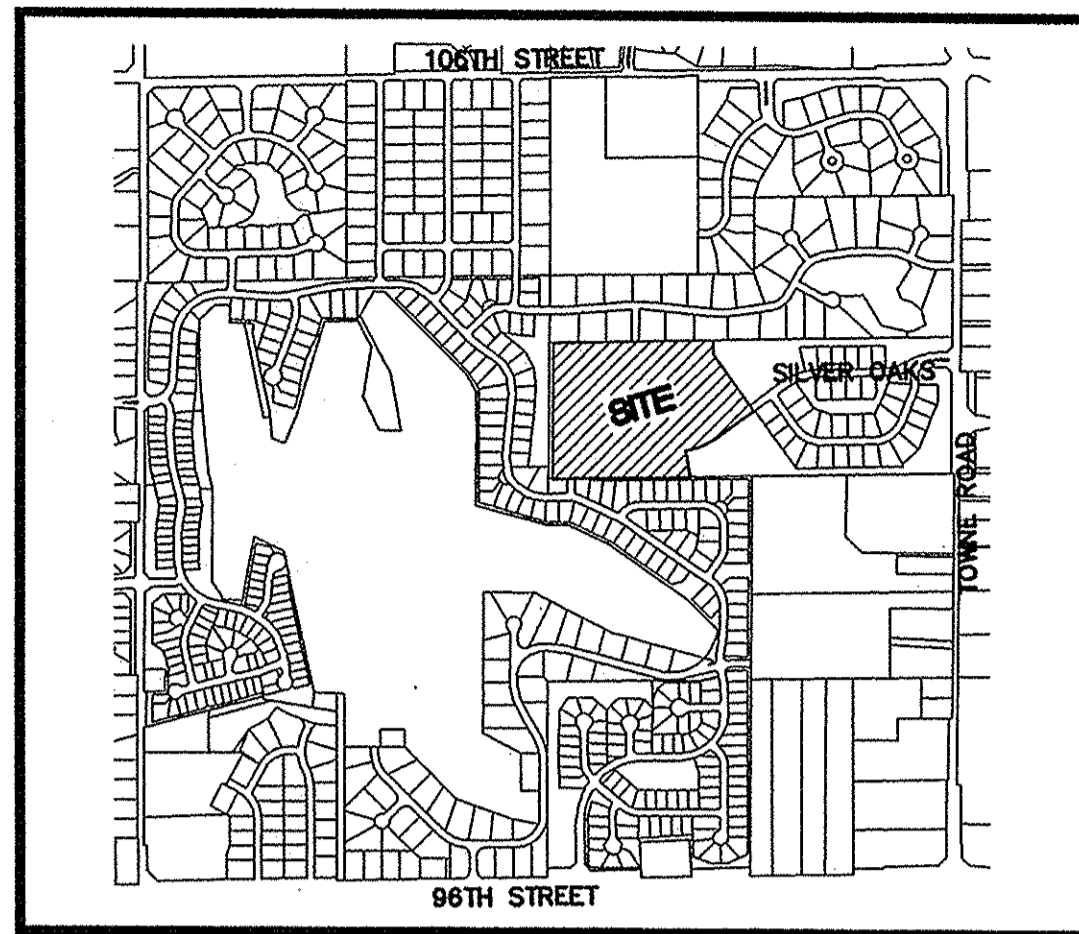 106TH STREET
SILVER OAKS
SITE
TOWNE ROAD
96TH STREET